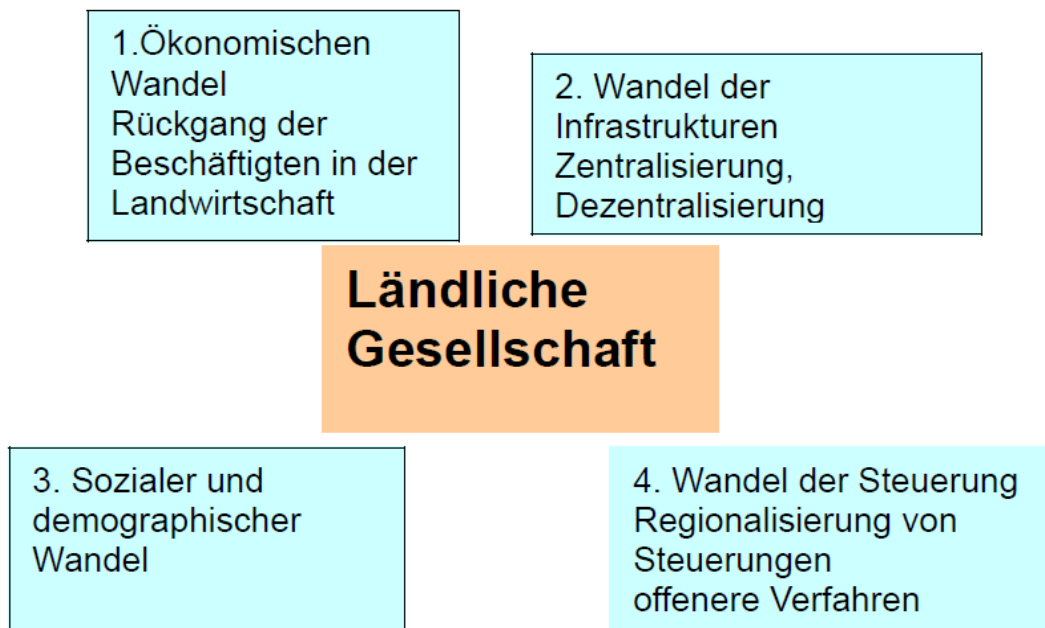 1.Ökonomischen
Wandel
Rückgang der
Beschäftigten in der
Landwirtschaft
2. Wandel der
Infrastrukturen
Zentralisierung,
Dezentralisierung
Ländliche
Gesellschaft
3. Sozialer und
demographischer
Wandel
4. Wandel der Steuerung
Regionalisierung von
Steuerungen
offenere Verfahren